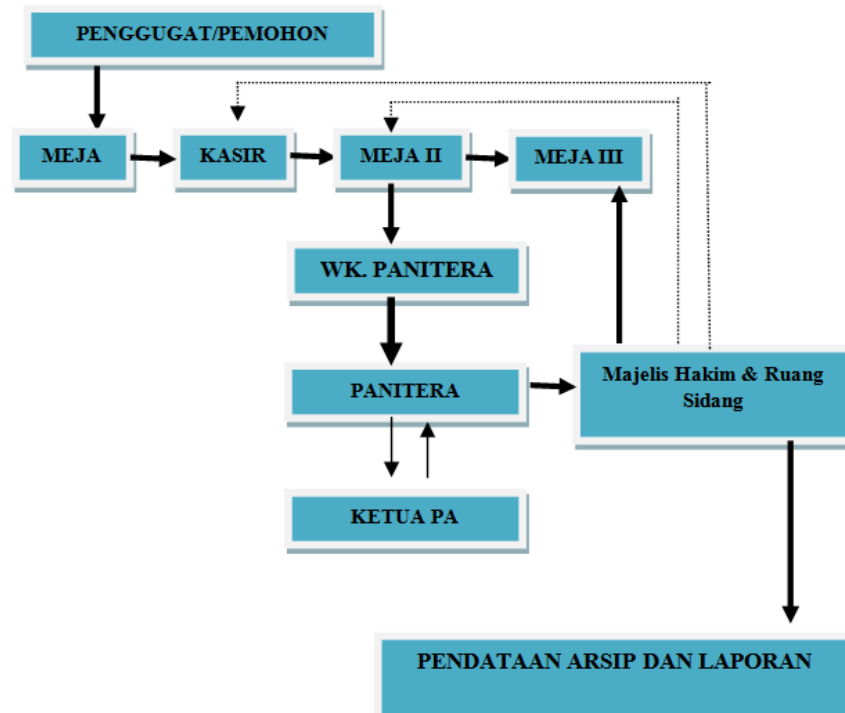 PENGGUGAT/PEMOHON
MEJA
KASIR
MEJA II
MEJA III
WK. PANITERA
PANITERA
Majelis Hakim & Ruang
Sidang
KETUA PA
PENDATAAN ARSIP DAN LAPORAN